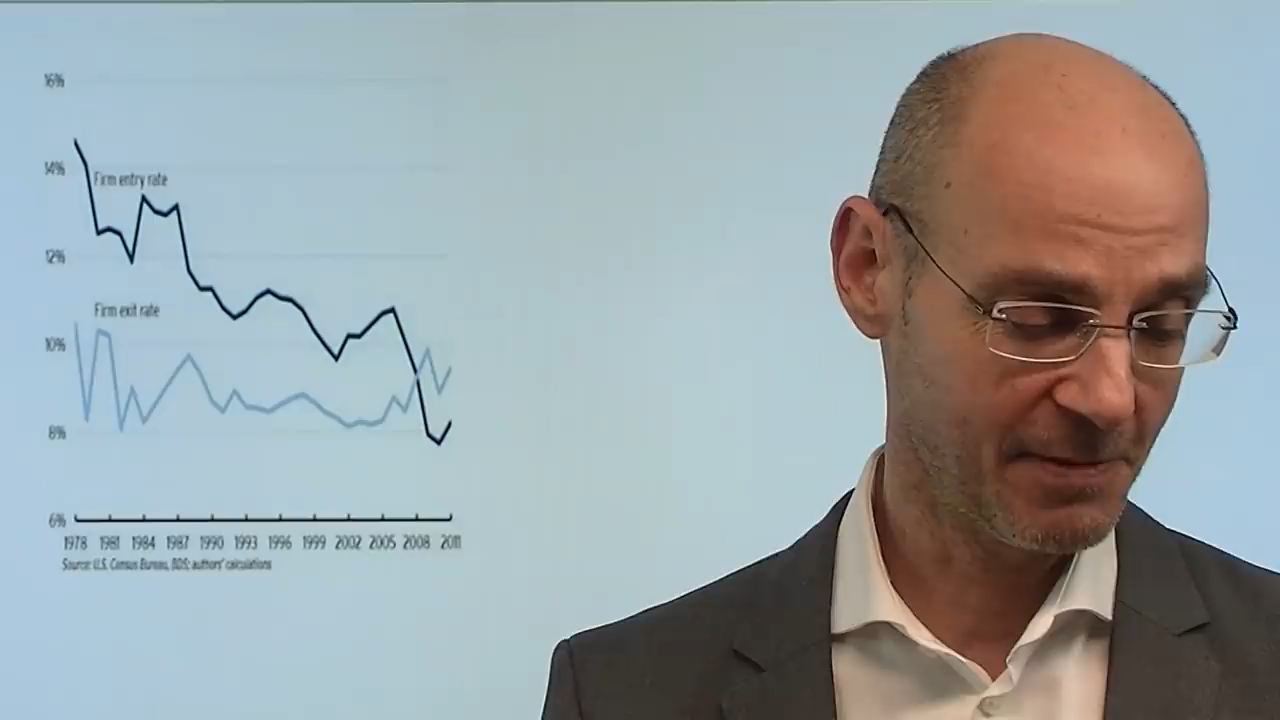 16%
14%
Firm entry rate
12%
Firm exit rate
10%
8%
6%
1978 1981 1984 1987 1990 1993 1996 1999 2002 2005 2008 2011
Source: U.S. Census Bureau, BDS; authors' calculations